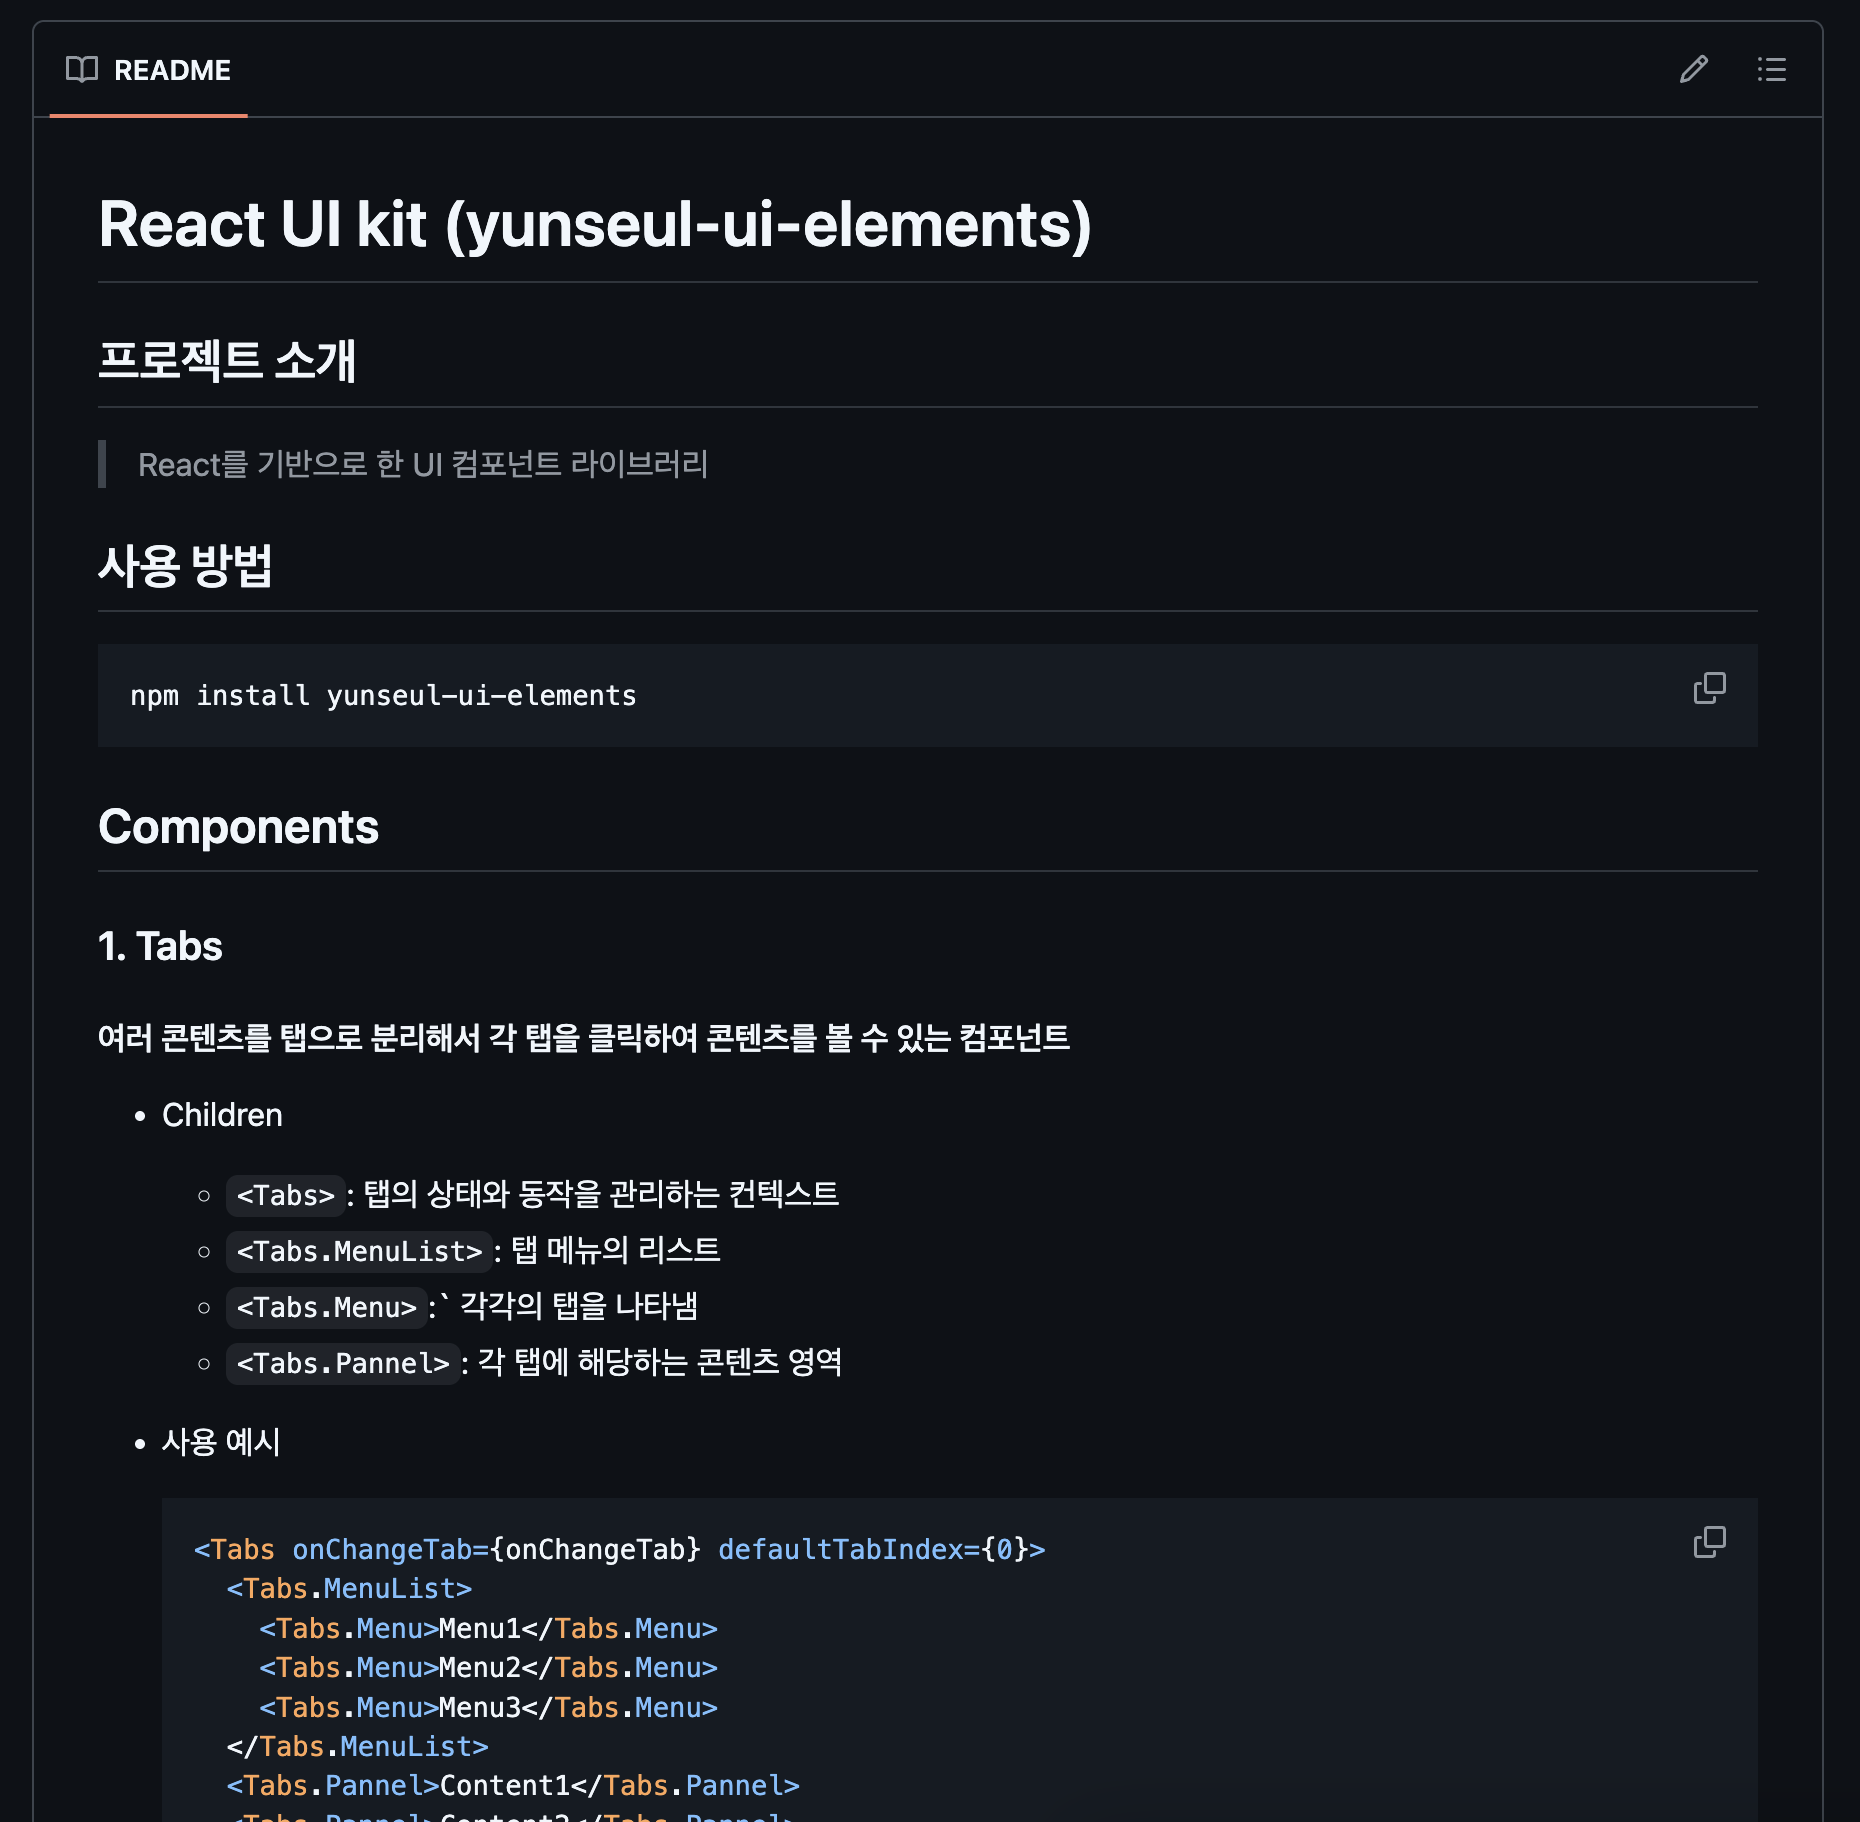 README
React UI kit (yunseul-ui-elements)
프로젝트 소개
React를 기반으로 한 UI 컴포넌트 라이브러리
사용 방법
npm install yunseul-ui-elements
Components
1. Tabs
여러 콘텐츠를 탭으로 분리해서 각 탭을 클릭하여 콘텐츠를 볼 수 있는 컴포넌트
• Children
◦ <Tabs>: 탭의 상태와 동작을 관리하는 컨텍스트
◦ <Tabs.MenuList>: 탭 메뉴의 리스트
◦ <Tabs.Menu>:` 각각의 탭을 나타냄
◦ <Tabs.Pannel>: 각 탭에 해당하는 콘텐츠 영역
• 사용 예시
<Tabs onChangeTab={onChangeTab} defaultTabIndex={0}>
  <Tabs.MenuList>
    <Tabs.Menu>Menu1</Tabs.Menu>
    <Tabs.Menu>Menu2</Tabs.Menu>
    <Tabs.Menu>Menu3</Tabs.Menu>
  </Tabs.MenuList>
  <Tabs.Pannel>Content1</Tabs.Pannel>
  <Tabs.Pannel>Content2</Tabs.Pannel>